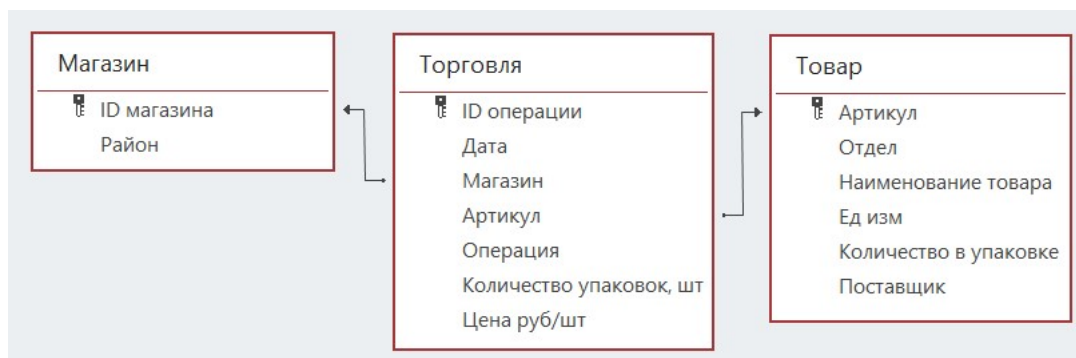 Магазин
ID магазина
Район
Торговля
ID операции
Дата
Магазин
Артикул
Операция
Количество упаковок, шт
Цена руб/шт
Товар
Артикул
Отдел
Наименование товара
Ед изм
Количество в упаковке
Поставщик